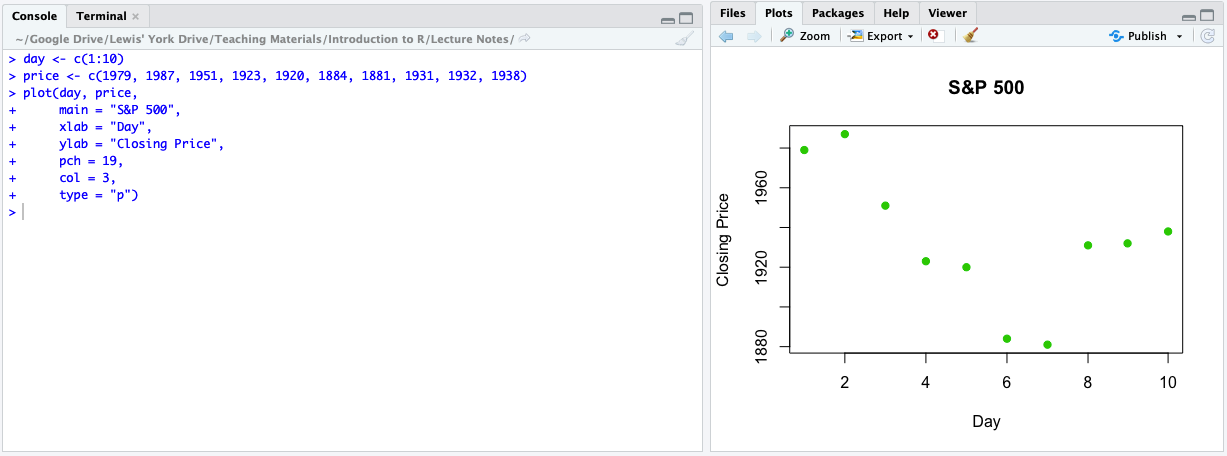 Console Terminal ×
~/Google Drive/Lewis' York Drive/Teaching Materials/Introduction to R/Lecture Notes/
> day <- c(1:10)
> price <- c(1979, 1987, 1951, 1923, 1920, 1884, 1881, 1931, 1932, 1938)
> plot(day, price,
+      main = "S&P 500",
+      xlab = "Day",
+      ylab = "Closing Price",
+      pch = 19,
+      col = 3,
+      type = "p")
>
Files Plots Packages Help Viewer
Zoom Export Publish
S&P 500
Closing Price
1960
1920
1880
2 4 6 8 10
Day